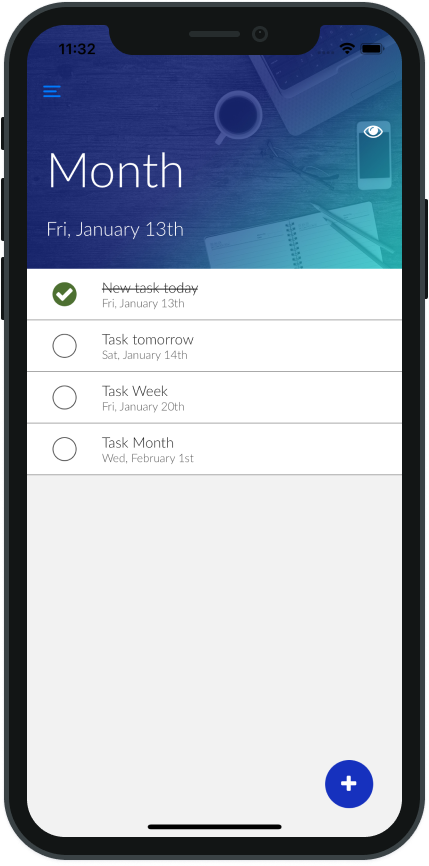 11:32
Month
Fri, January 13th
New task today
Fri, January 13th
Task tomorrow
Sat, January 14th
Task Week
Fri, January 20th
Task Month
Wed, February 1st